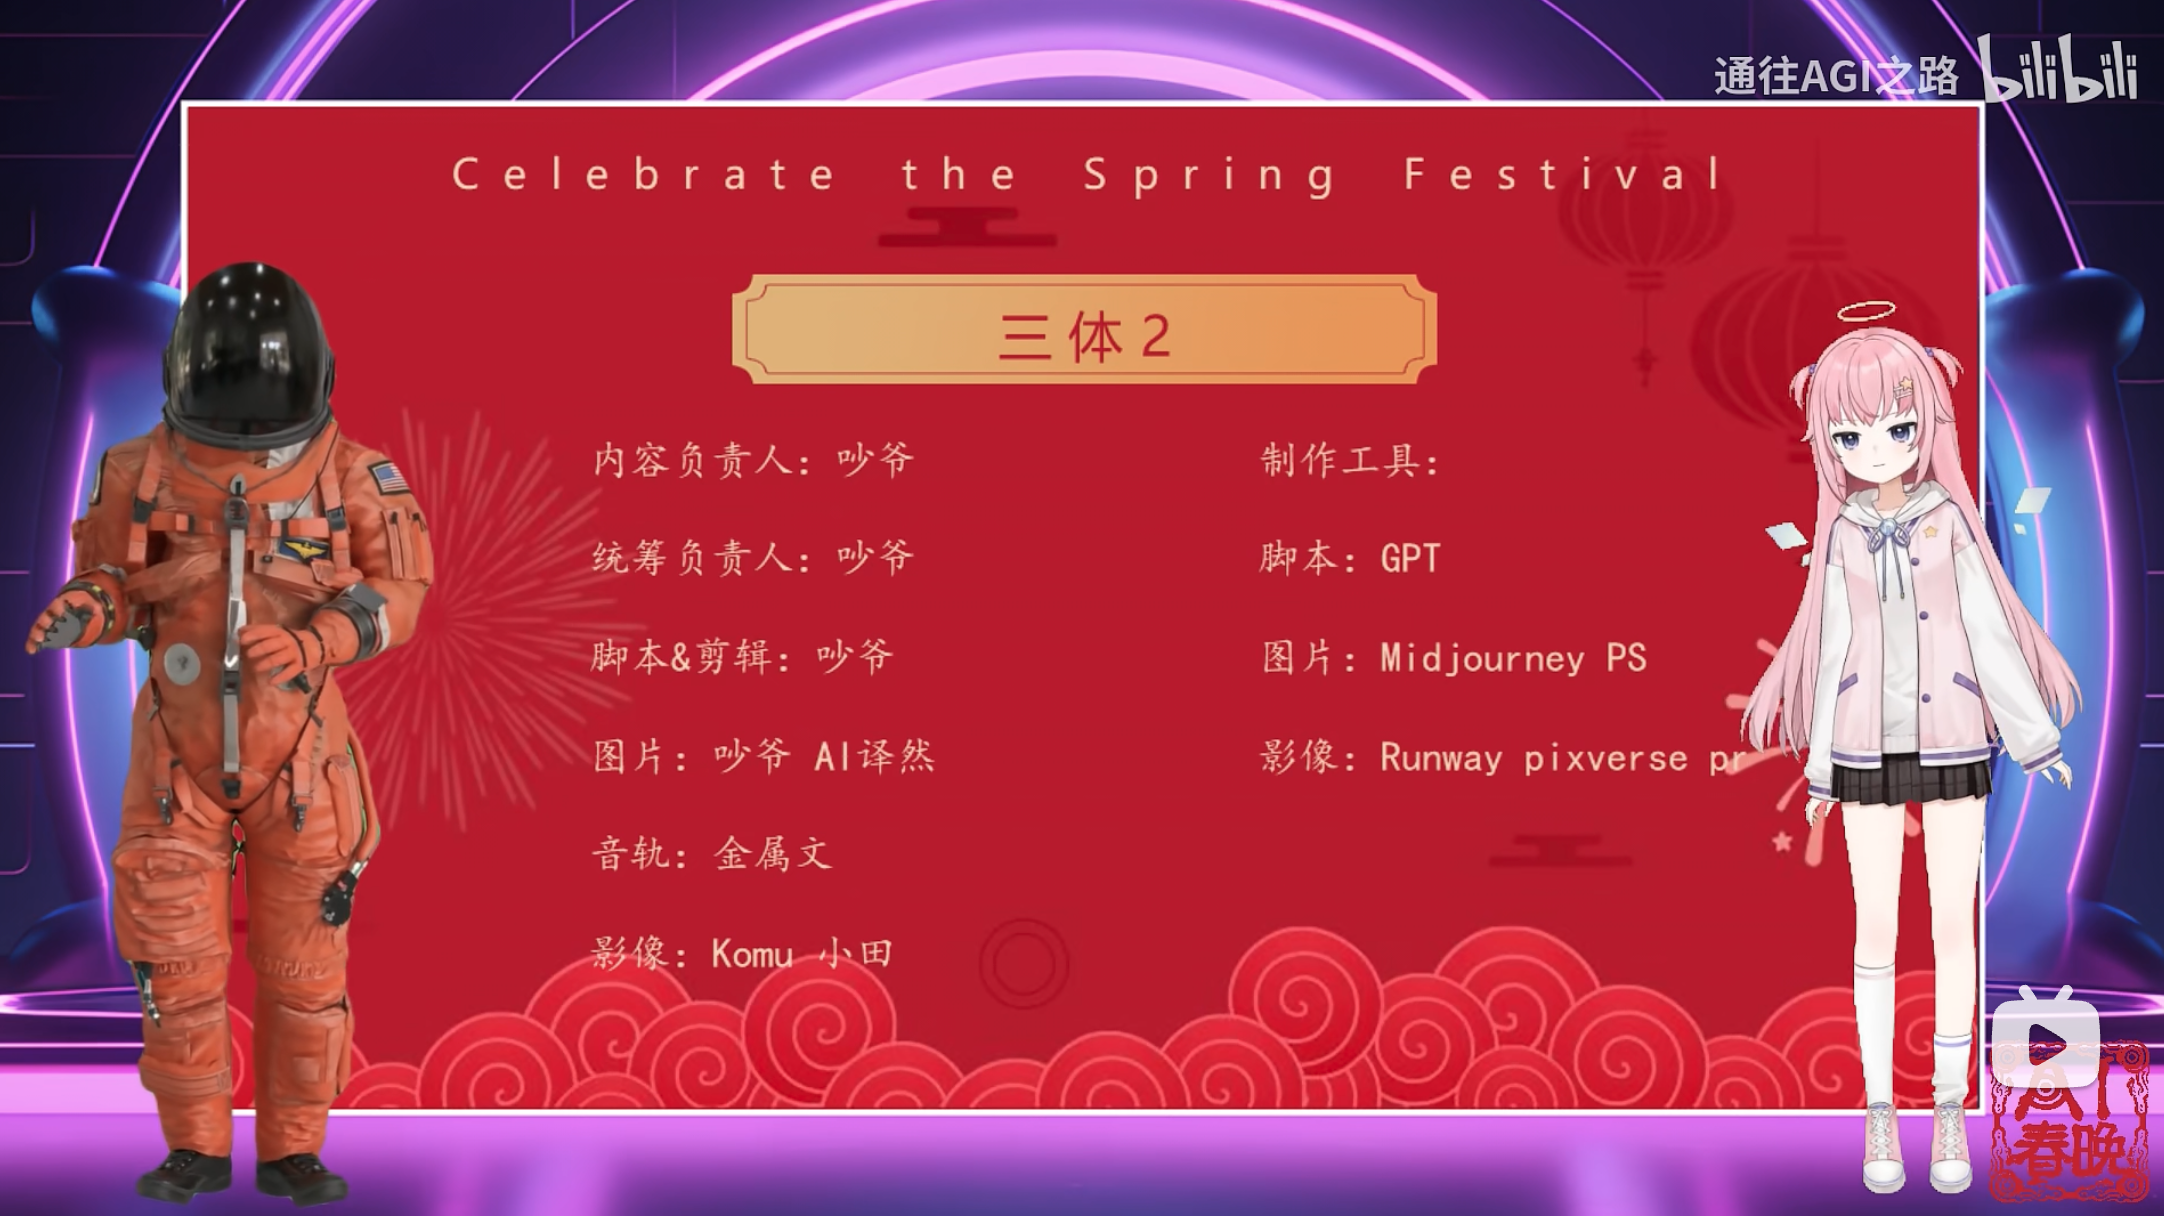 通往AGI之路 bilibili
Celebrate the Spring Festival
三体2
内容负责人：吵爷
统筹负责人：吵爷
脚本&剪辑：吵爷
图片：吵爷 AI译然
音轨：金属文
影像：Komu 小田
制作工具：
脚本：GPT
图片：Midjourney PS
影像：Runway pixverse pr
AI
春晚